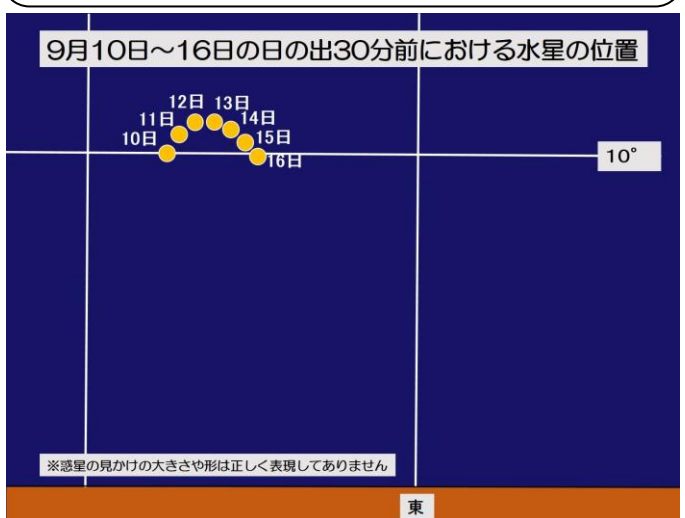 9月10日～16日の日の出30分前における水星の位置
12日 13日
11日 14日
10日 15日
16日
10°
※惑星の見かけの大きさや形は正しく表現してありません
東